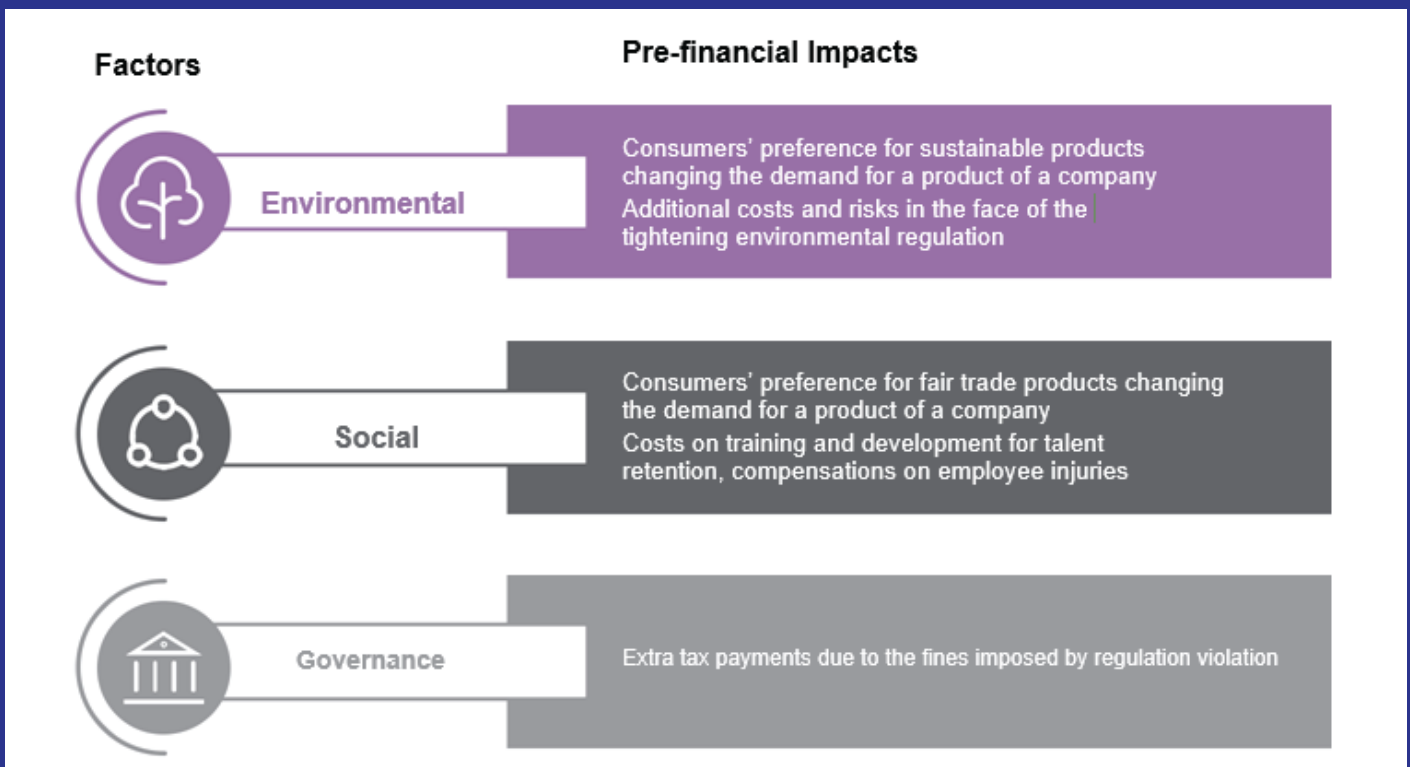 Factors
Pre-financial Impacts
Environmental
Consumers' preference for sustainable products
changing the demand for a product of a company
Additional costs and risks in the face of the
tightening environmental regulation
Social
Consumers' preference for fair trade products changing
the demand for a product of a company
Costs on training and development for talent
retention, compensations on employee injuries
Governance
Extra tax payments due to the fines imposed by regulation violation